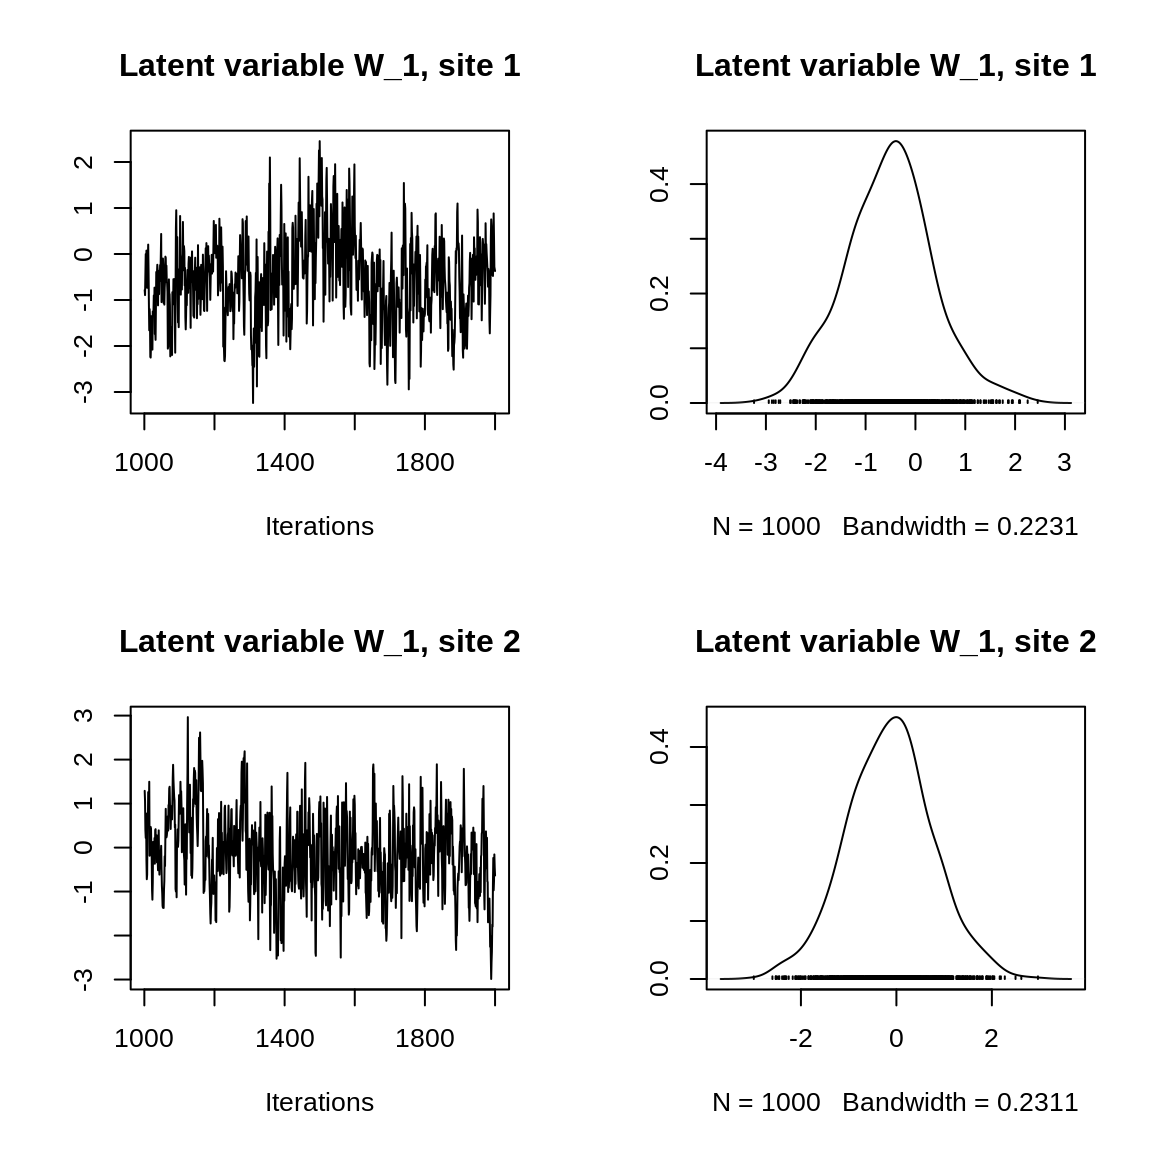 Latent variable W_1, site 1
2
1
0
-1
-2
-3
1000 1400 1800
Iterations
Latent variable W_1, site 1
0.4
0.2
0.0
-4 -3 -2 -1 0 1 2 3
N = 1000 Bandwidth = 0.2231
Latent variable W_1, site 2
3
2
1
0
-1
-3
1000 1400 1800
Iterations
Latent variable W_1, site 2
0.4
0.2
0.0
-2 0 2
N = 1000 Bandwidth = 0.2311